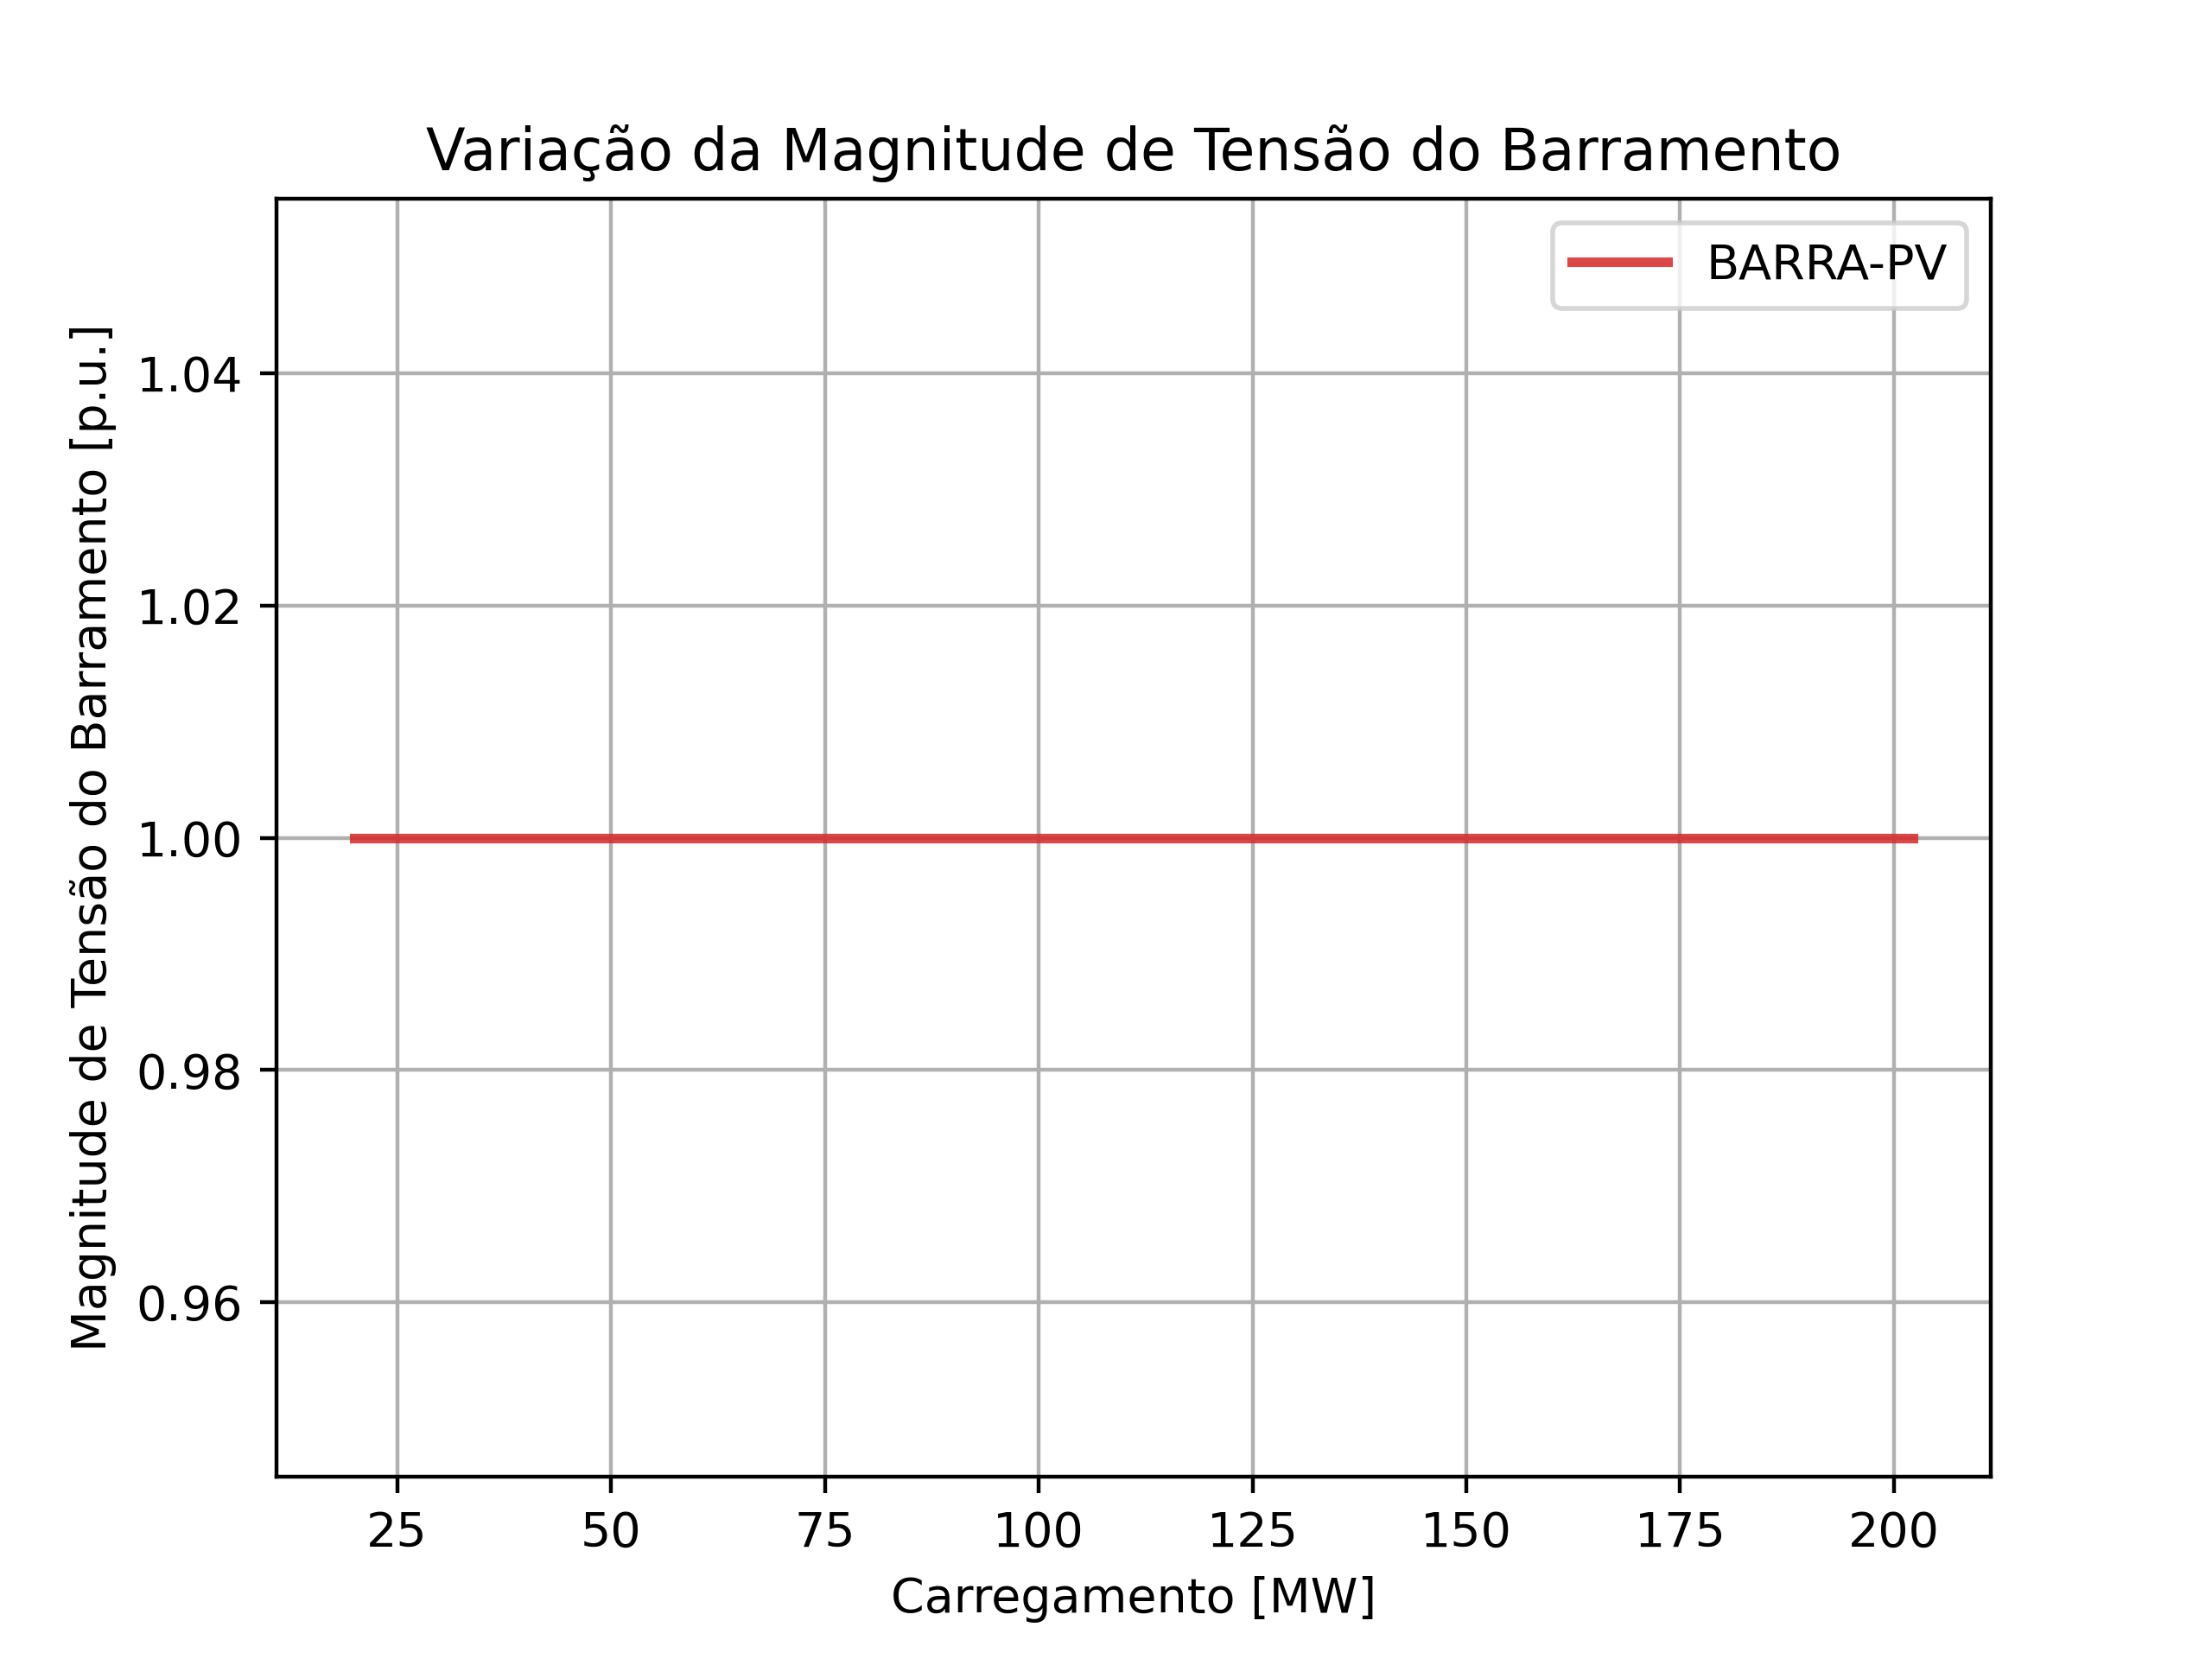 Variação da Magnitude de Tensão do Barramento
BARRA-PV
Magnitude de Tensão do Barramento [p.u.]
1.04
1.02
1.00
0.98
0.96
25 50 75 100 125 150 175 200
Carregamento [MW]